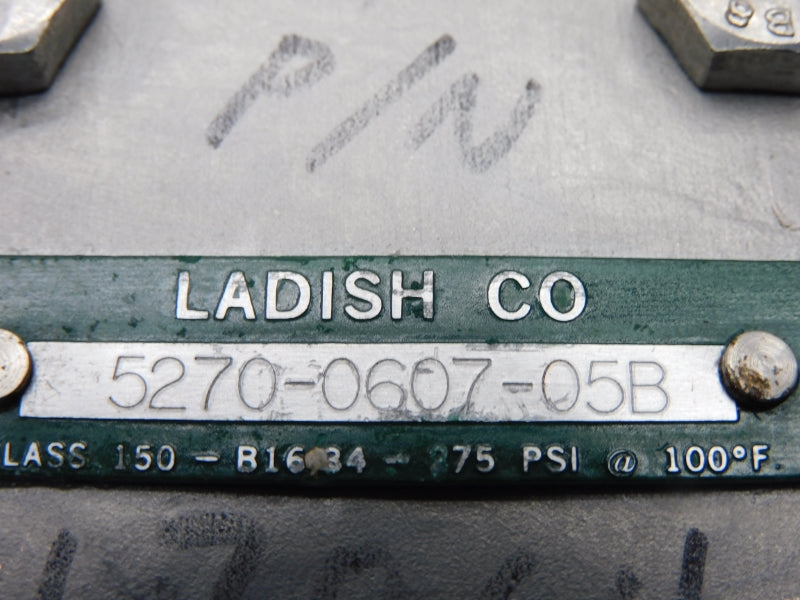 P/N
LADISH CO
5270-0607-05B
LASS 150 - B16.34 - 275 PSI @ 100°F